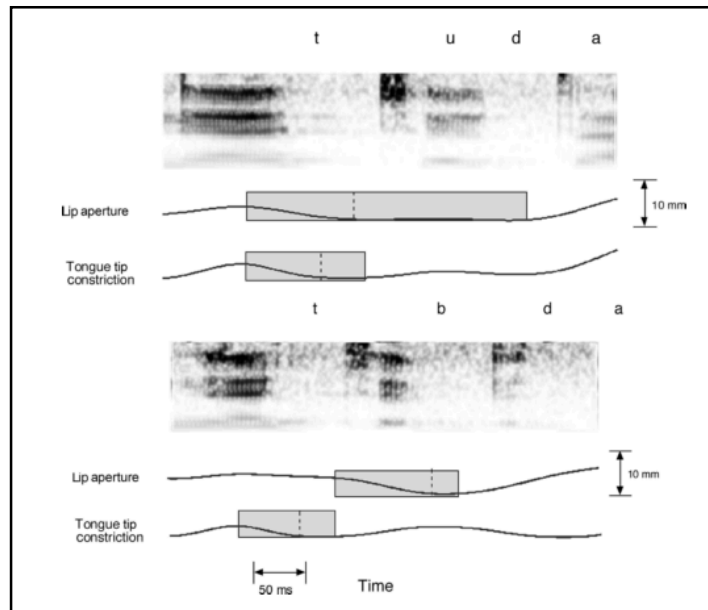 t u d a
Lip aperture
10 mm
Tongue tip
constriction
t b d a
Lip aperture
10 mm
Tongue tip
constriction
50 ms
Time